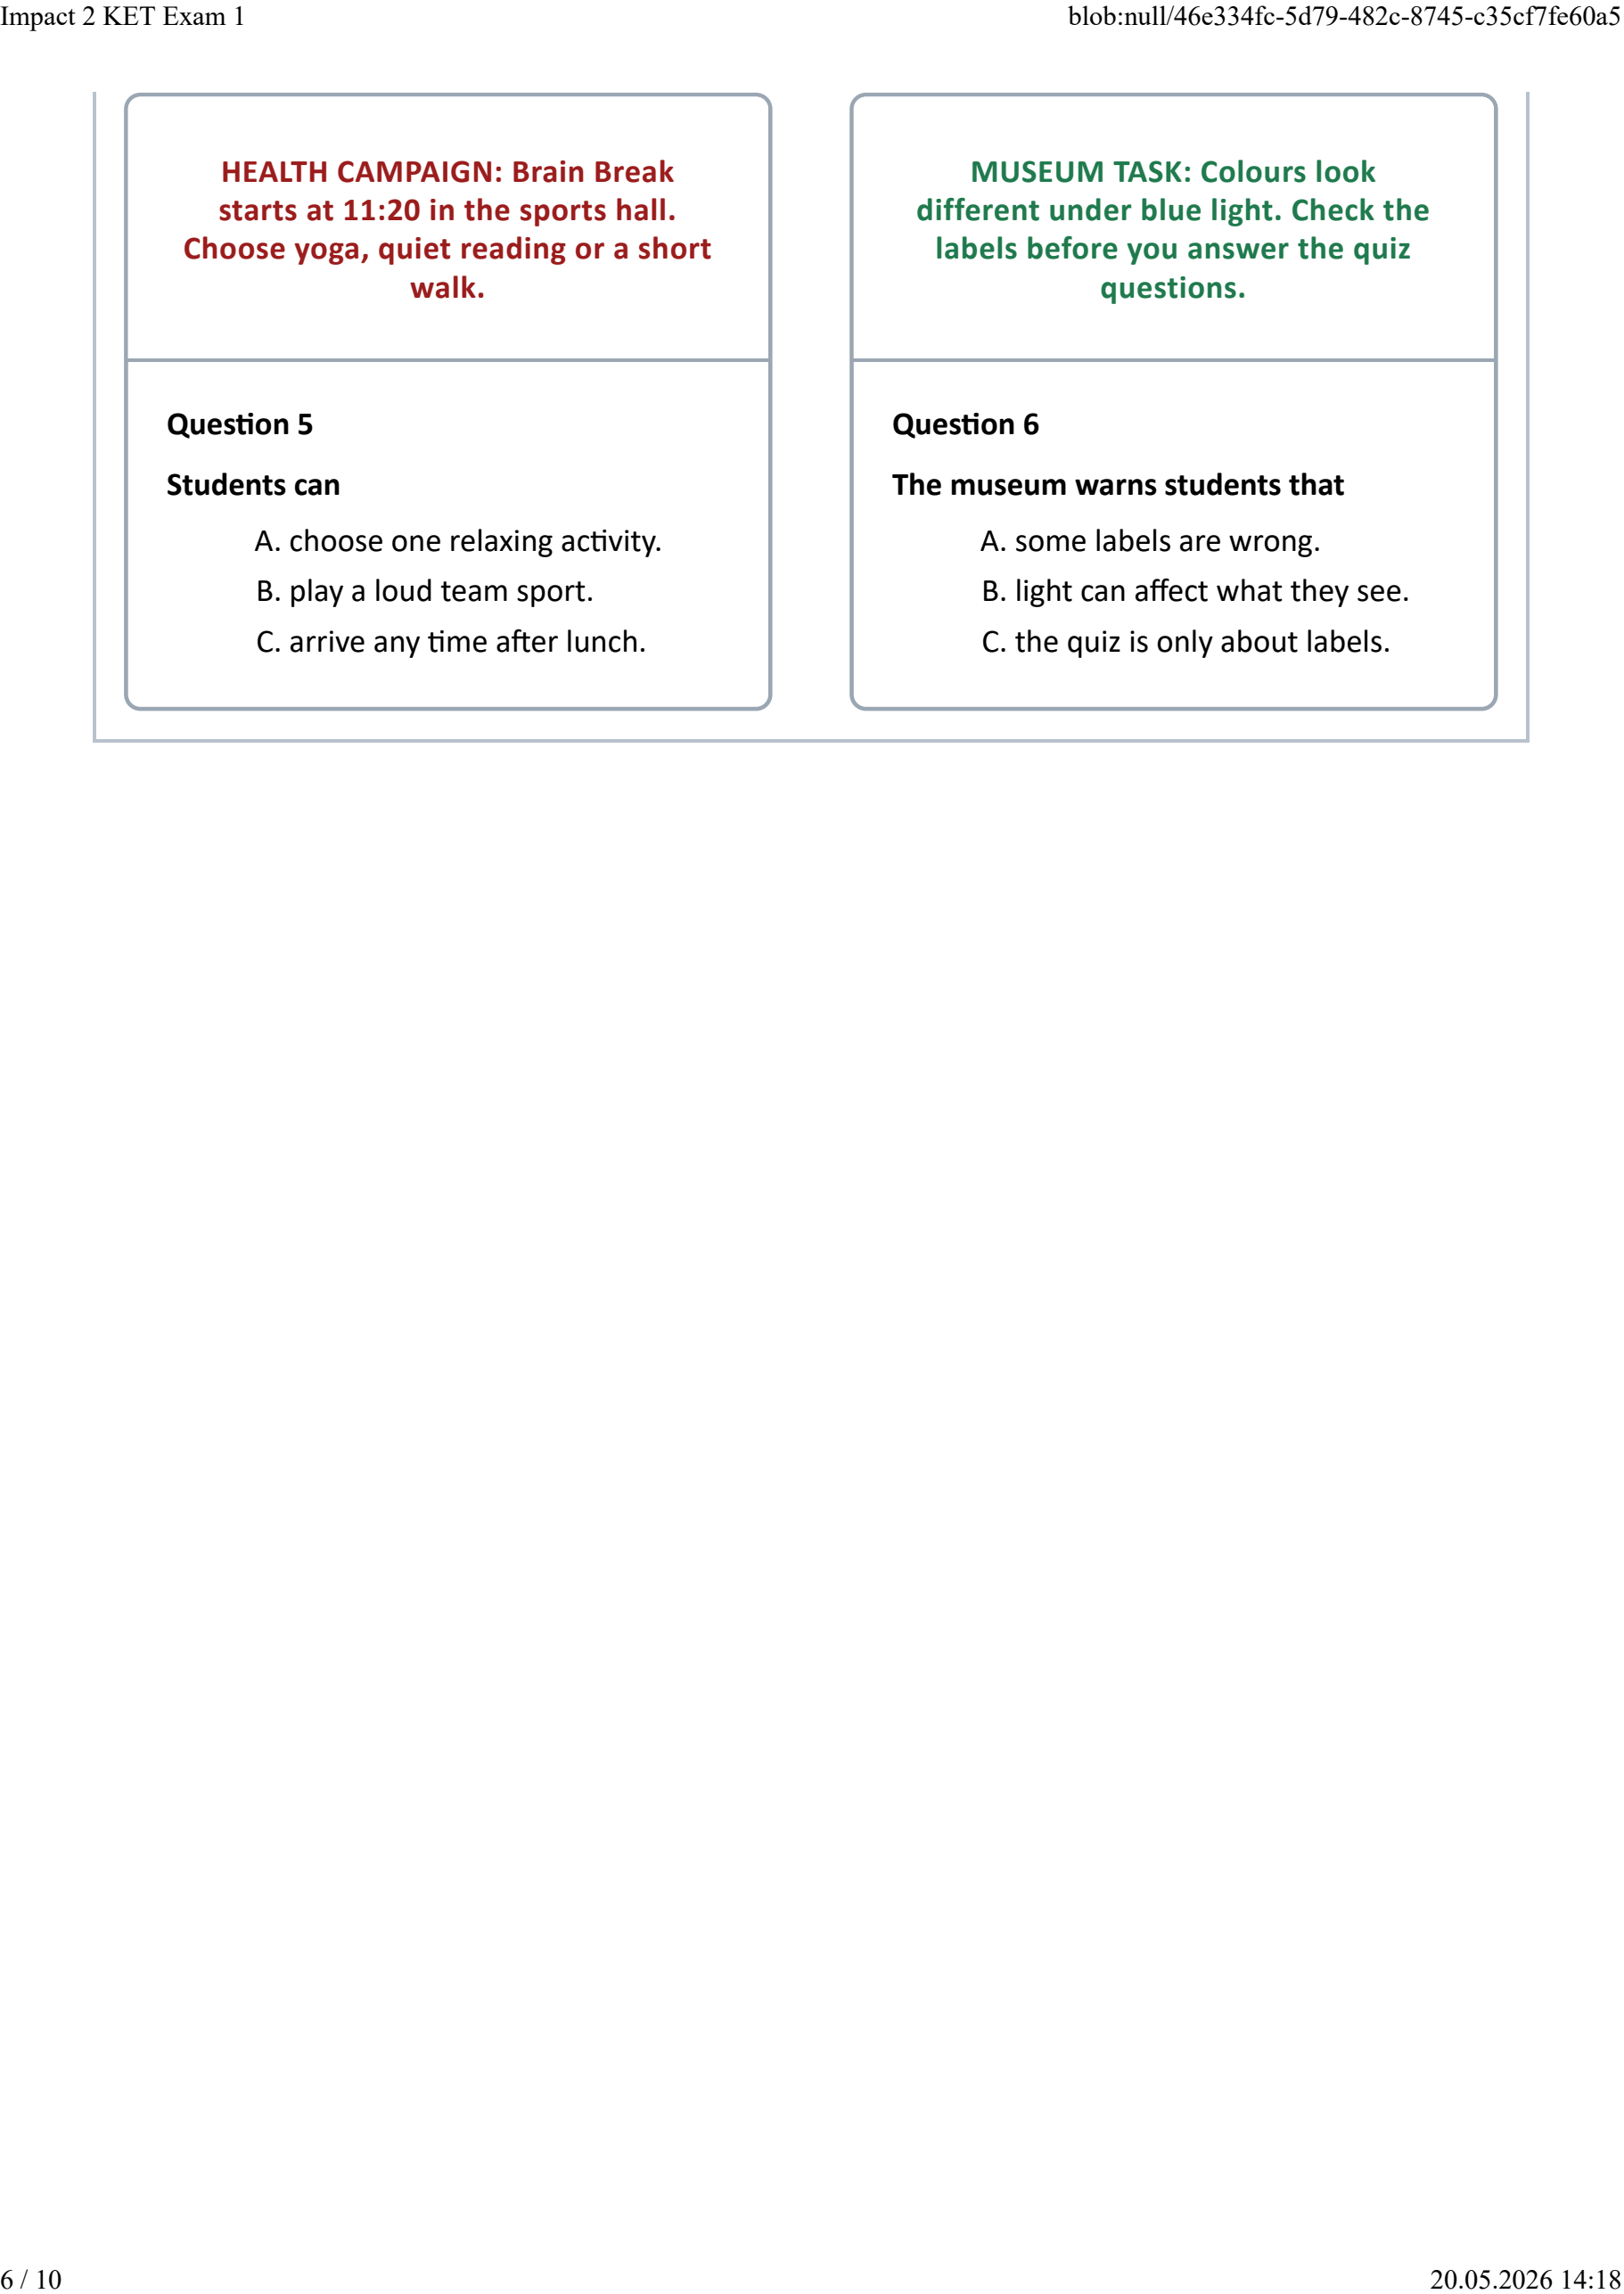 Impact 2 KET Exam 1
blob:null/46e334fc-5d79-482c-8745-c35cf7fe60a5
HEALTH CAMPAIGN: Brain Break
starts at 11:20 in the sports hall.
Choose yoga, quiet reading or a short
walk.
Question 5
Students can
A. choose one relaxing activity.
B. play a loud team sport.
C. arrive any time after lunch.
MUSEUM TASK: Colours look
different under blue light. Check the
labels before you answer the quiz
questions.
Question 6
The museum warns students that
A. some labels are wrong.
B. light can affect what they see.
C. the quiz is only about labels.
6 / 10
20.05.2026 14:18